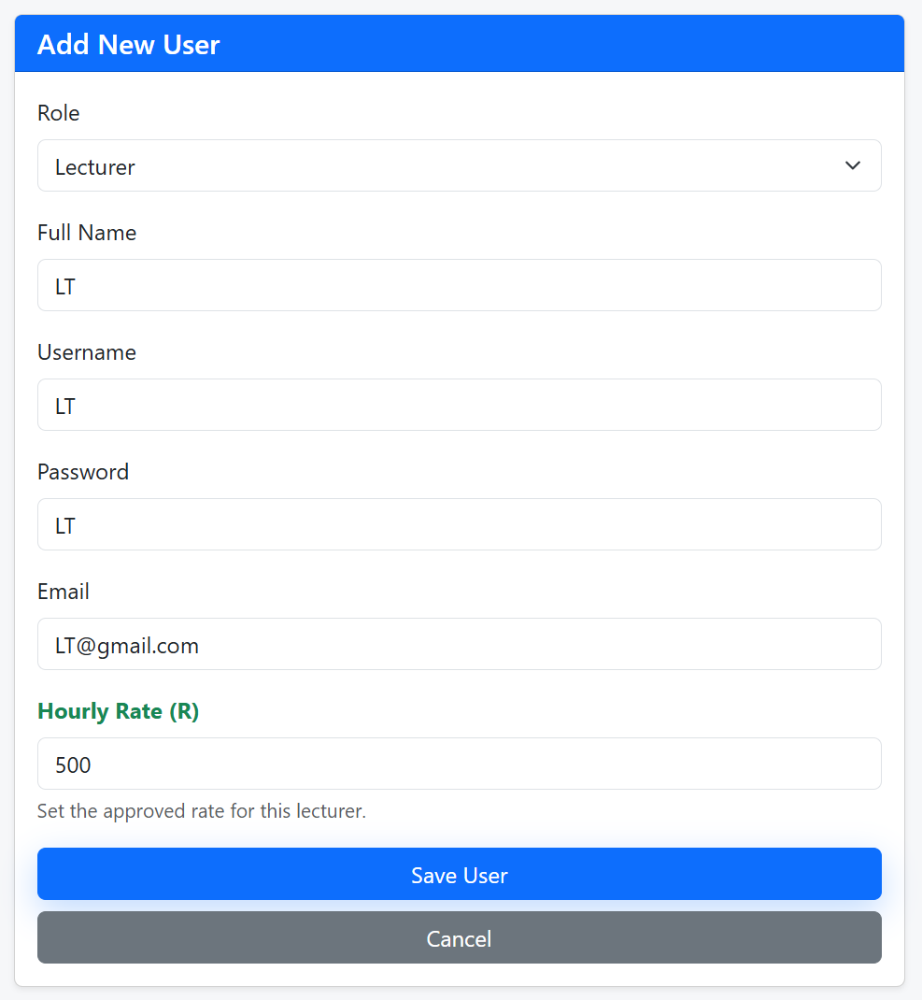 Add New User
Role
Lecturer
Full Name
LT
Username
LT
Password
LT
Email
LT@gmail.com
Hourly Rate (R)
500
Set the approved rate for this lecturer.
Save User
Cancel